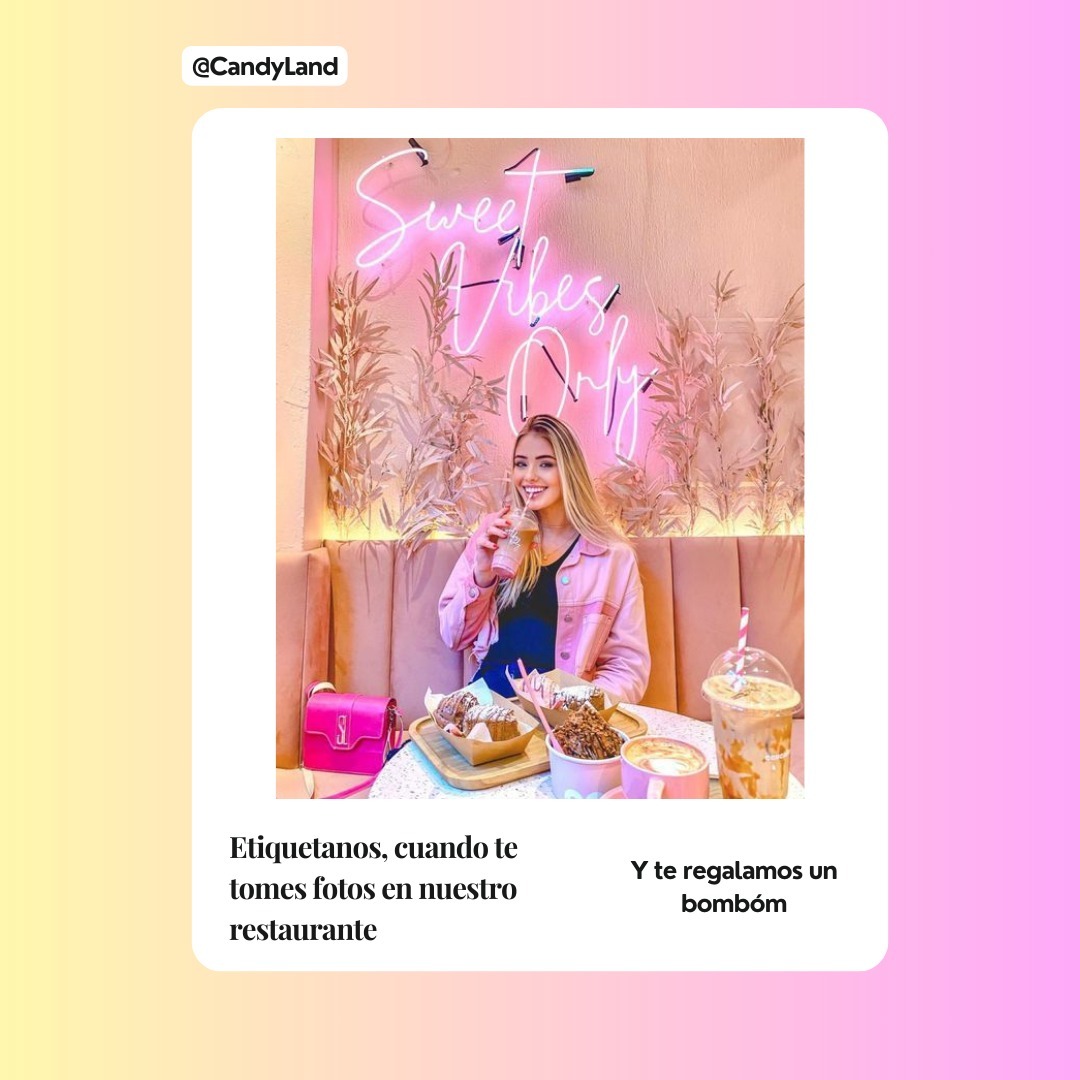 @CandyLand
Sweet
Vibes
Only
Etiquetanos, cuando te
tomes fotos en nuestro
restaurante
Y te regalamos un
bombóm